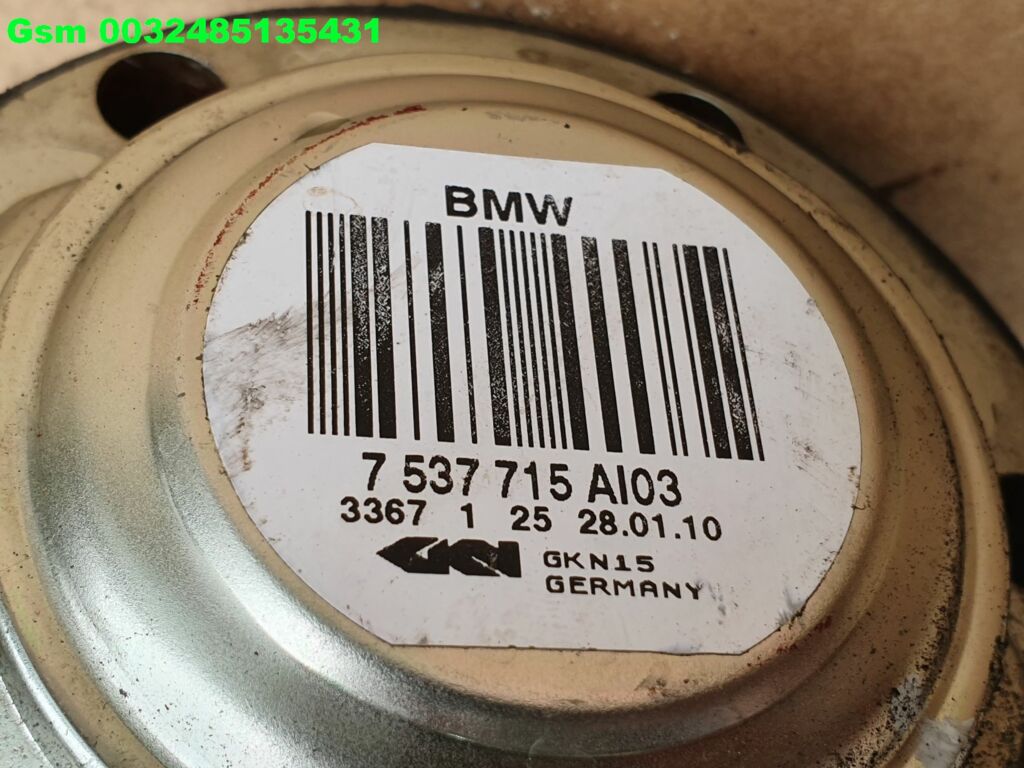 Gsm 0032485135431
BMW
7 537 715 AI03
3367 1 25 28.01.10
GKN GKN15
GERMANY